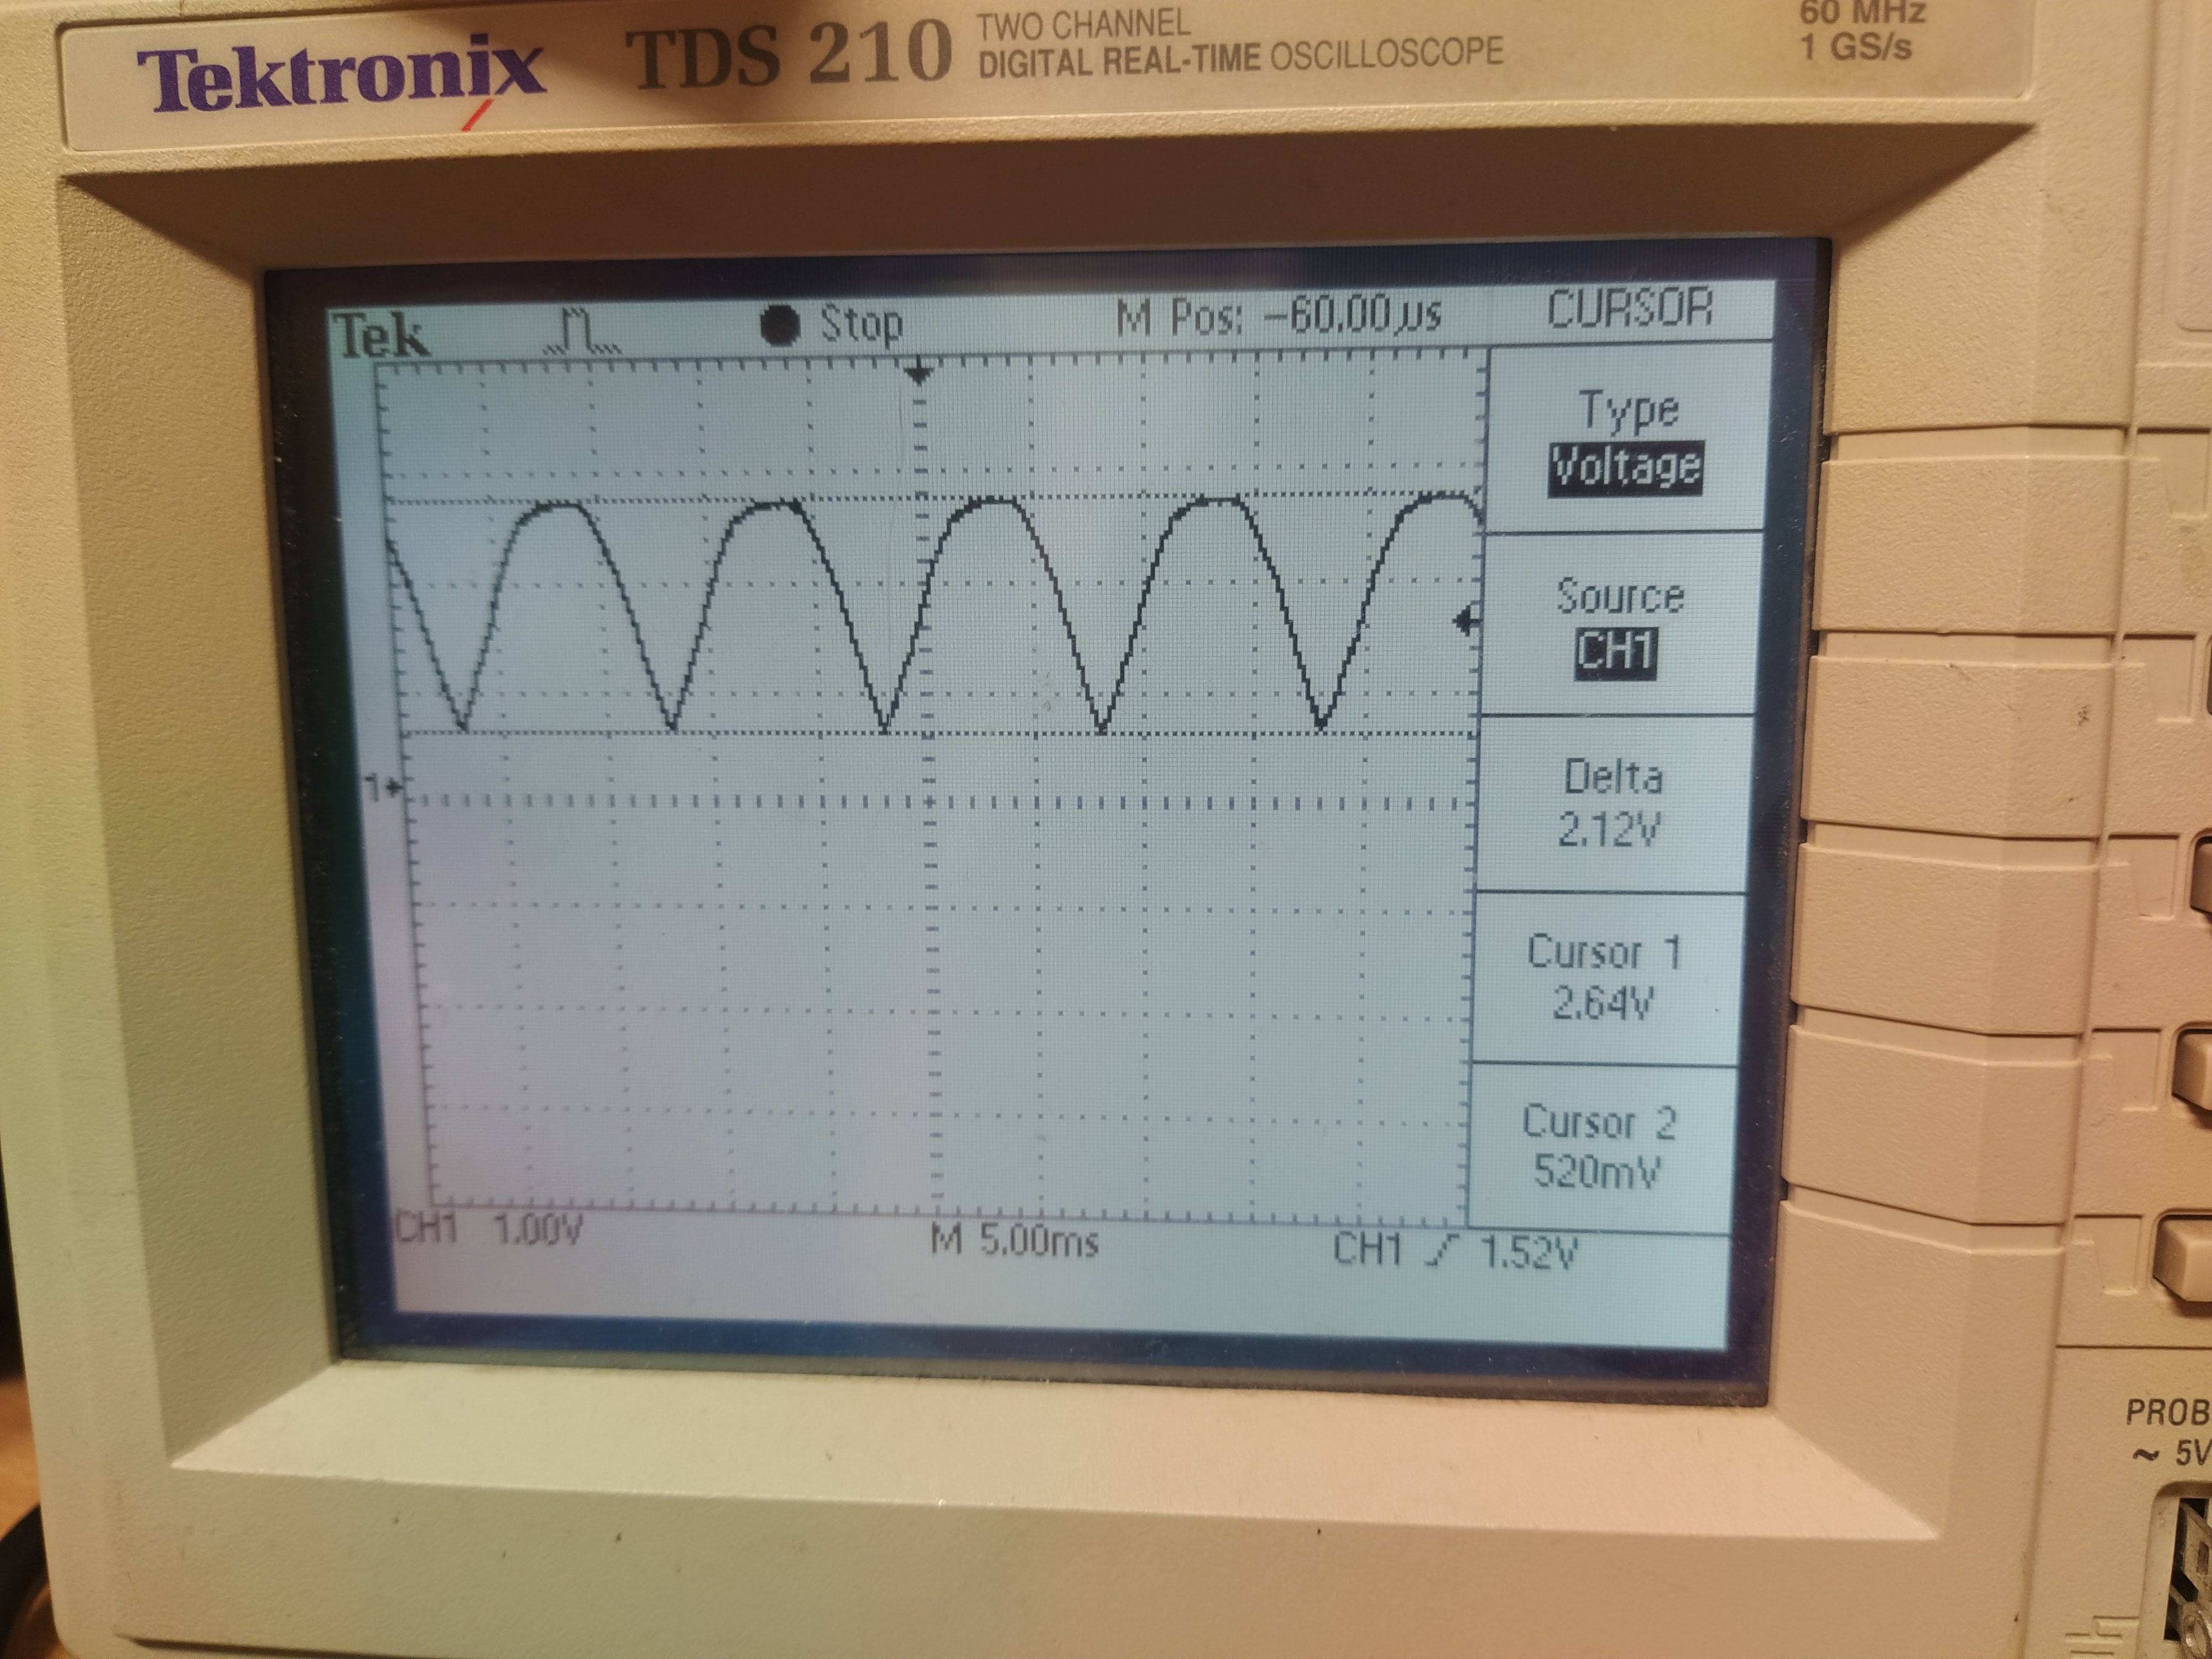 Tektronix TDS 210 TWO CHANNEL
DIGITAL REAL-TIME OSCILLOSCOPE
60 MHz
1 GS/s
Tek Stop M Pos: -60.00µs CURSOR
Type
Voltage
Source
CH1
1
Delta
2.12V
Cursor 1
2.64V
Cursor 2
520mV
CH1 1.00V M 5.00ms CH1 1.52V
PROB
~ 5V